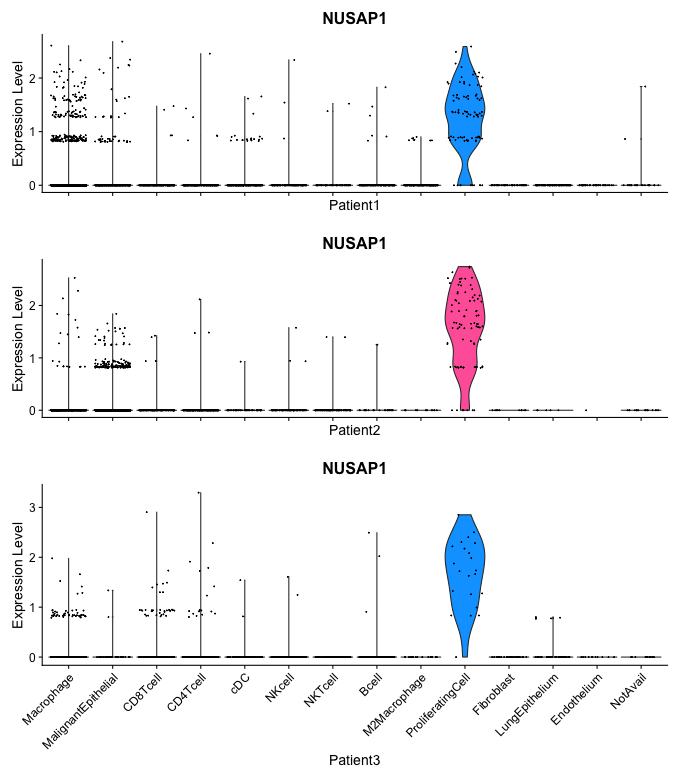 NUSAP1
Expression Level
2
1
0
Patient1
NUSAP1
Expression Level
2
1
0
Patient2
NUSAP1
Expression Level
3
2
1
0
Macrophage
MalignantEpithelial
CD8Tcell
CD4Tcell
cDC
NKcell
NKTcell
Bcell
M2Macrophage
ProliferatingCell
Fibroblast
LungEpithelium
Endothelium
NotAvail
Patient3